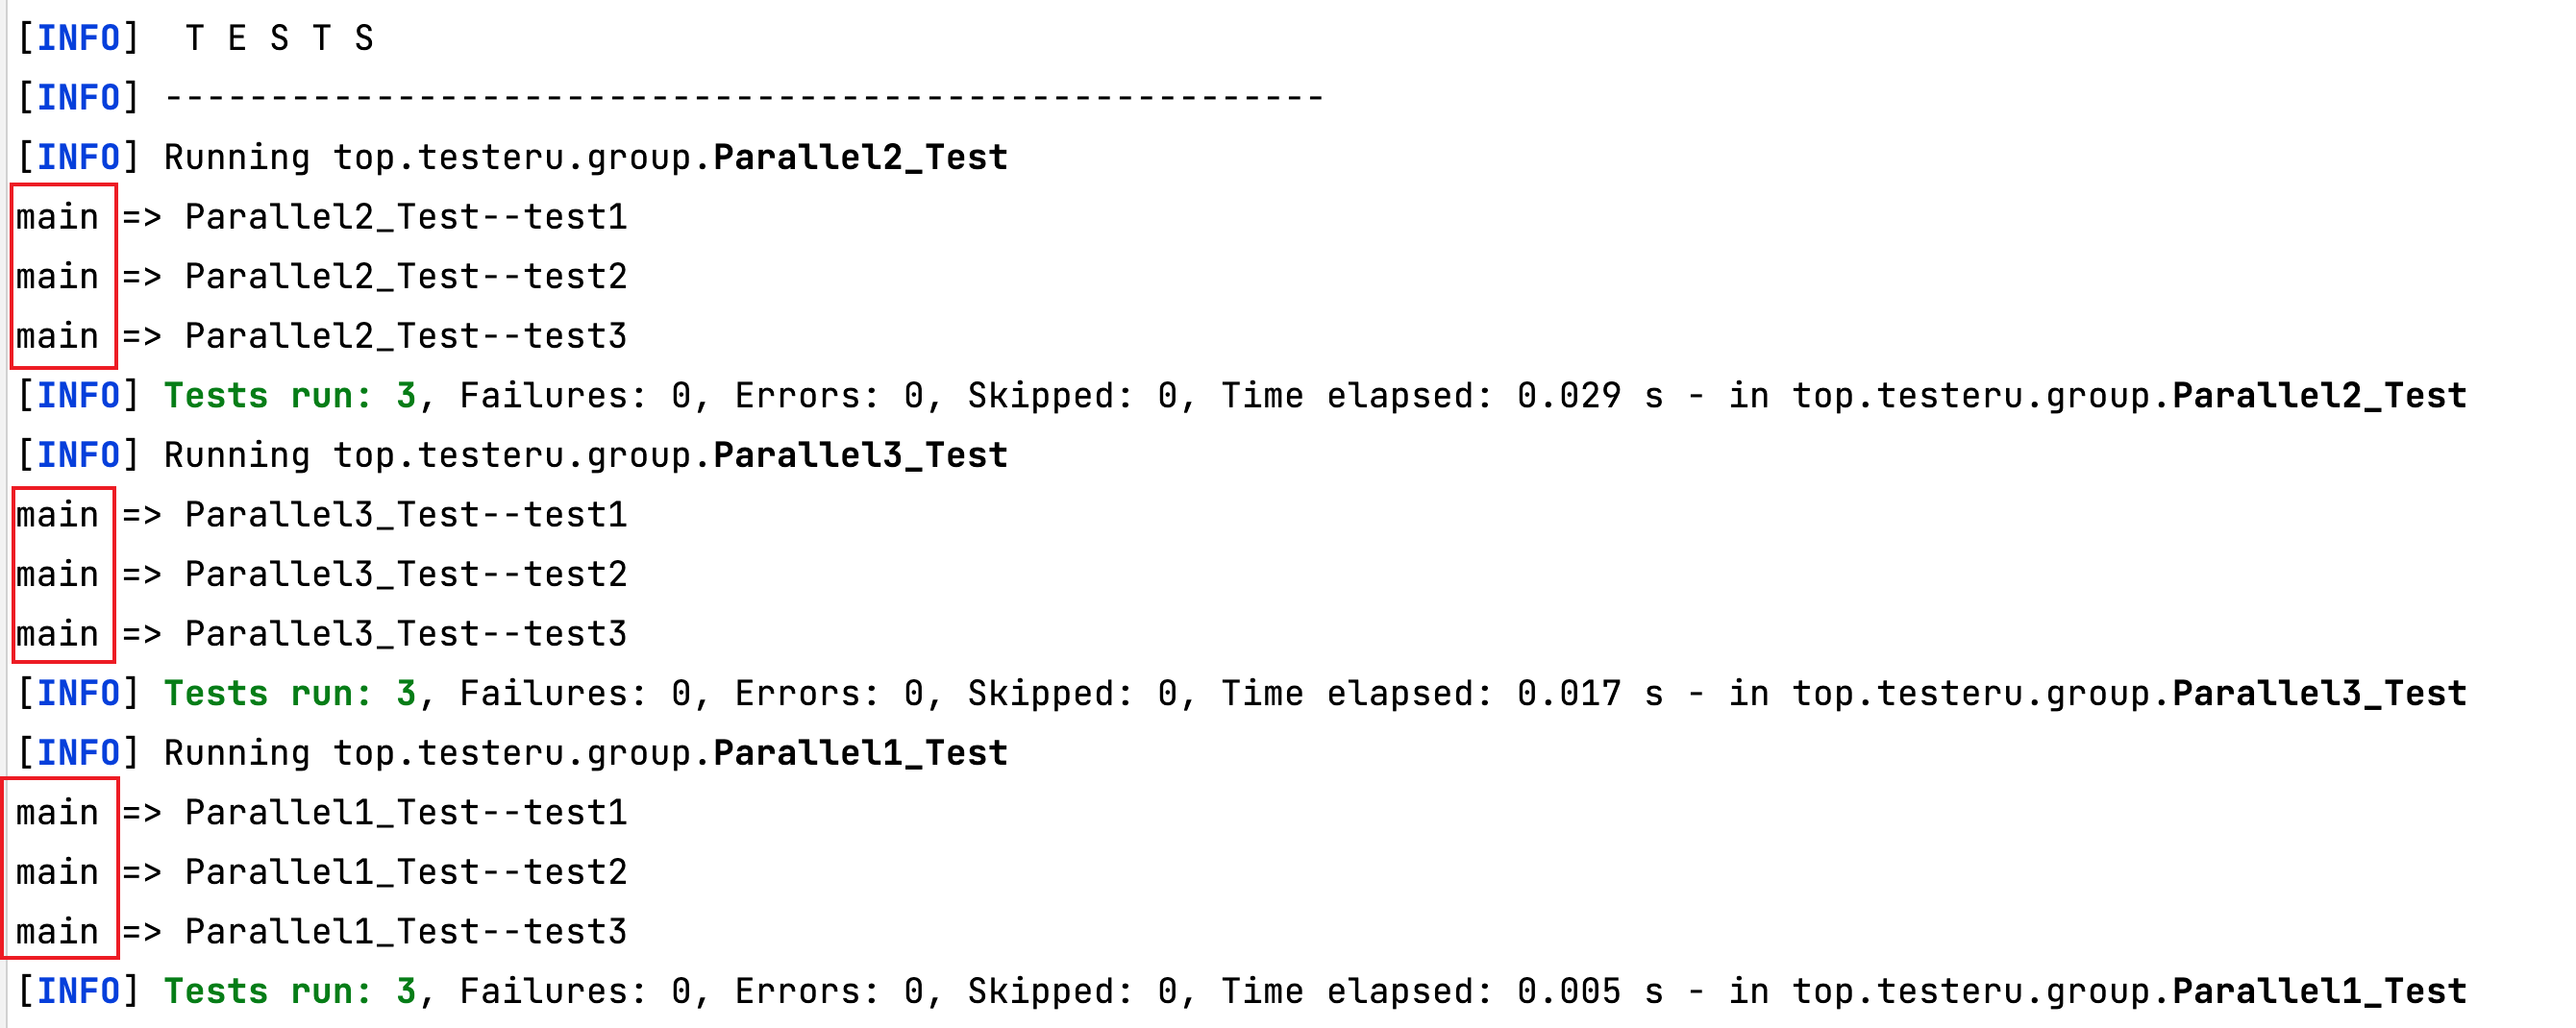 [INFO]  T E S T S
[INFO] -------------------------------------------------------
[INFO] Running top.testeru.group.Parallel2_Test
main => Parallel2_Test--test1
main => Parallel2_Test--test2
main => Parallel2_Test--test3
[INFO] Tests run: 3, Failures: 0, Errors: 0, Skipped: 0, Time elapsed: 0.029 s - in top.testeru.group.Parallel2_Test
[INFO] Running top.testeru.group.Parallel3_Test
main => Parallel3_Test--test1
main => Parallel3_Test--test2
main => Parallel3_Test--test3
[INFO] Tests run: 3, Failures: 0, Errors: 0, Skipped: 0, Time elapsed: 0.017 s - in top.testeru.group.Parallel3_Test
[INFO] Running top.testeru.group.Parallel1_Test
main => Parallel1_Test--test1
main => Parallel1_Test--test2
main => Parallel1_Test--test3
[INFO] Tests run: 3, Failures: 0, Errors: 0, Skipped: 0, Time elapsed: 0.005 s - in top.testeru.group.Parallel1_Test